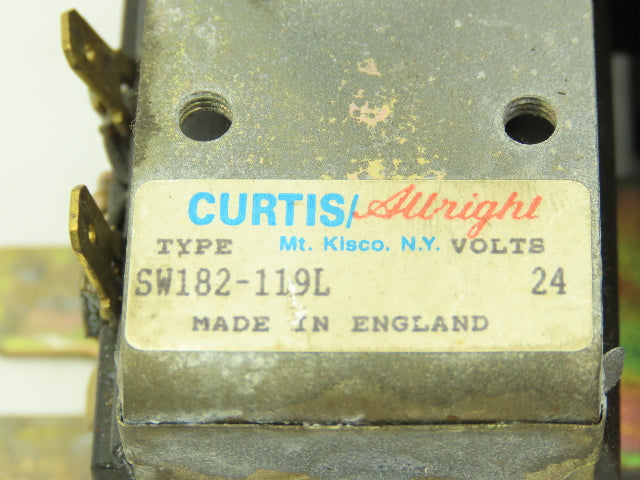 CURTIS/Albright
TYPE Mt. Kisco. N.Y. VOLTS
SW182-119L 24
MADE IN ENGLAND